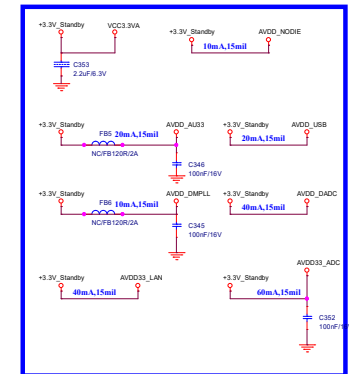 +3.3V_Standby VCC3.3VA
+3.3V_Standby AVDD_NODIE
10mA,15mil
C353
2.2uF/6.3V
+3.3V_Standby AVDD_AU33
FB5 20mA,15mil
NC/FB120R/2A
C346
100nF/16V
+3.3V_Standby AVDD_USB
20mA,15mil
+3.3V_Standby AVDD_DMPLL
FB6 10mA,15mil
NC/FB120R/2A
C345
100nF/16V
+3.3V_Standby AVDD_DADC
40mA,15mil
+3.3V_Standby AVDD33_LAN
40mA,15mil
AVDD33_ADC
+3.3V_Standby
60mA,15mil
C352